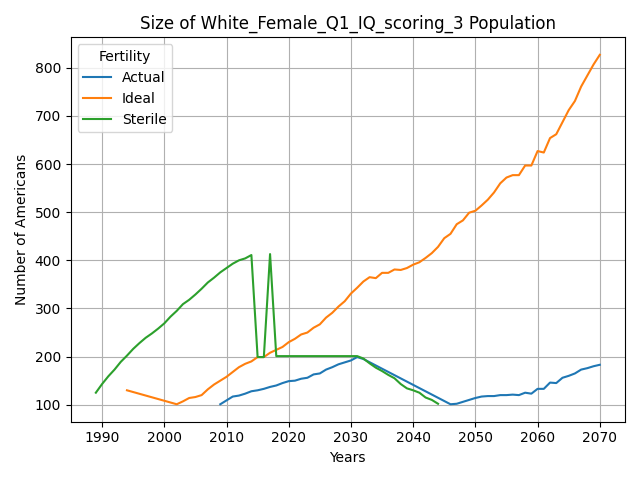 Size of White_Female_Q1_IQ_scoring_3 Population
Fertility
Actual
Ideal
Sterile
Number of Americans
800
700
600
500
400
300
200
100
1990 2000 2010 2020 2030 2040 2050 2060 2070
Years